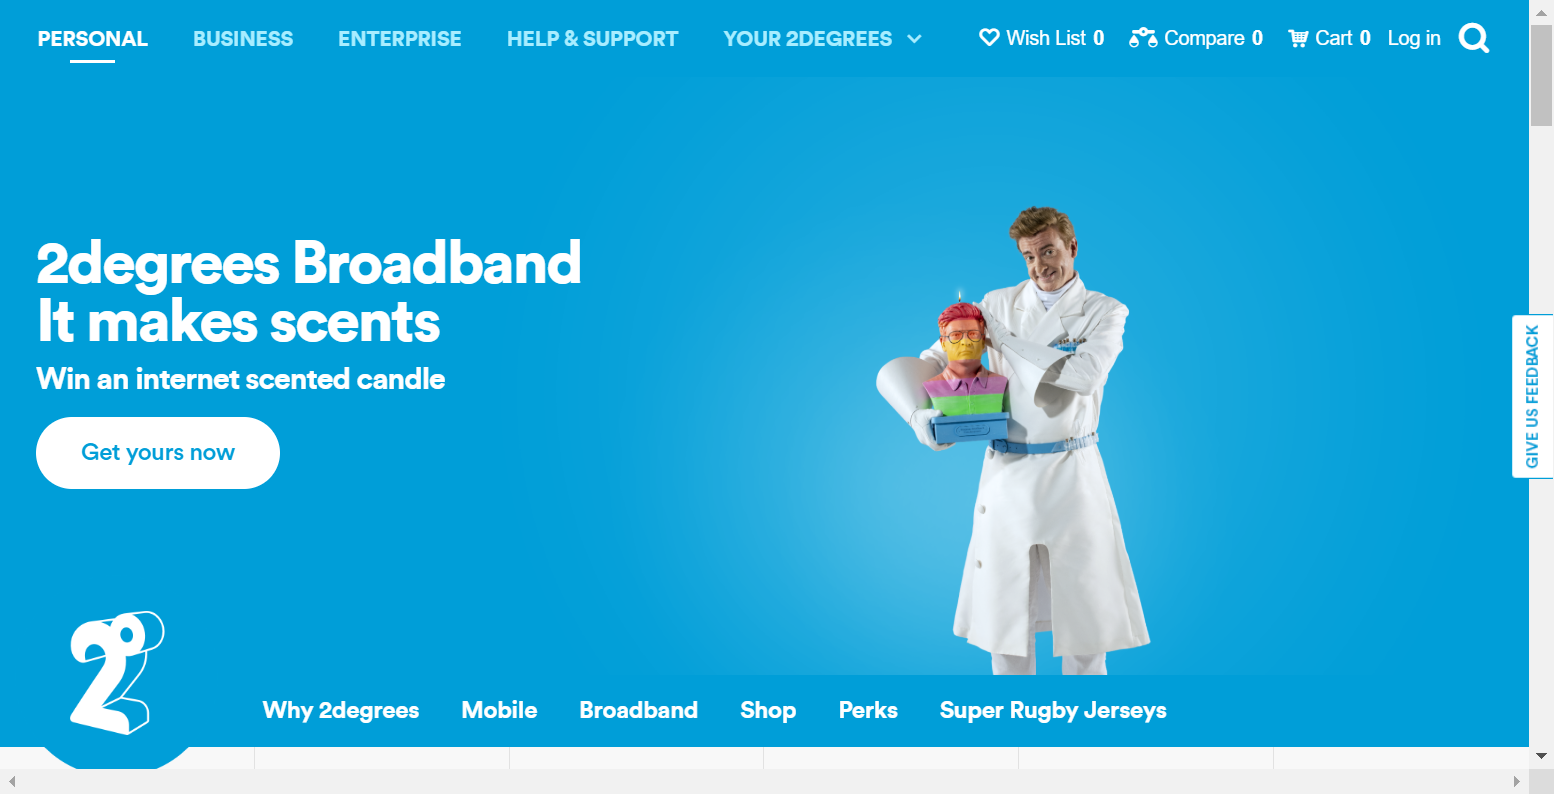 PERSONAL BUSINESS ENTERPRISE HELP & SUPPORT YOUR 2DEGREES Wish List 0 Compare 0 Cart 0 Log in
2degrees Broadband
It makes scents
Win an internet scented candle
Get yours now
GIVE US FEEDBACK
2°
Why 2degrees Mobile Broadband Shop Perks Super Rugby Jerseys